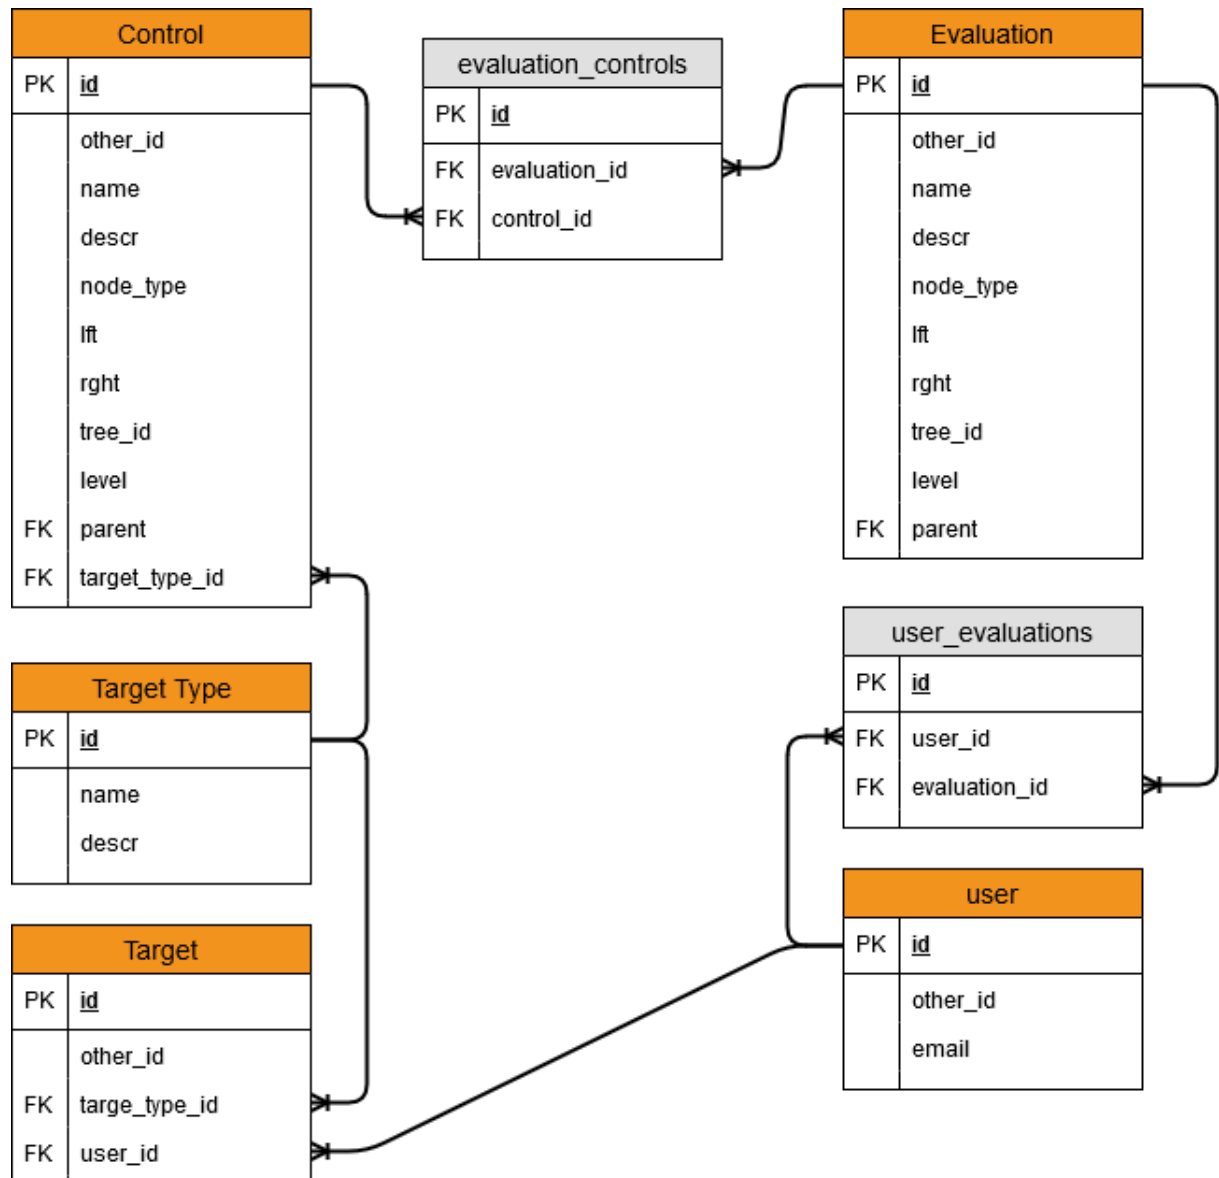 Control
PK id
other_id
name
descr
node_type
lft
rght
tree_id
level
FK parent
FK target_type_id
evaluation_controls
PK id
FK evaluation_id
FK control_id
Evaluation
PK id
other_id
name
descr
node_type
lft
rght
tree_id
level
FK parent
Target Type
PK id
name
descr
user_evaluations
PK id
FK user_id
FK evaluation_id
Target
PK id
other_id
FK targe_type_id
FK user_id
user
PK id
other_id
email